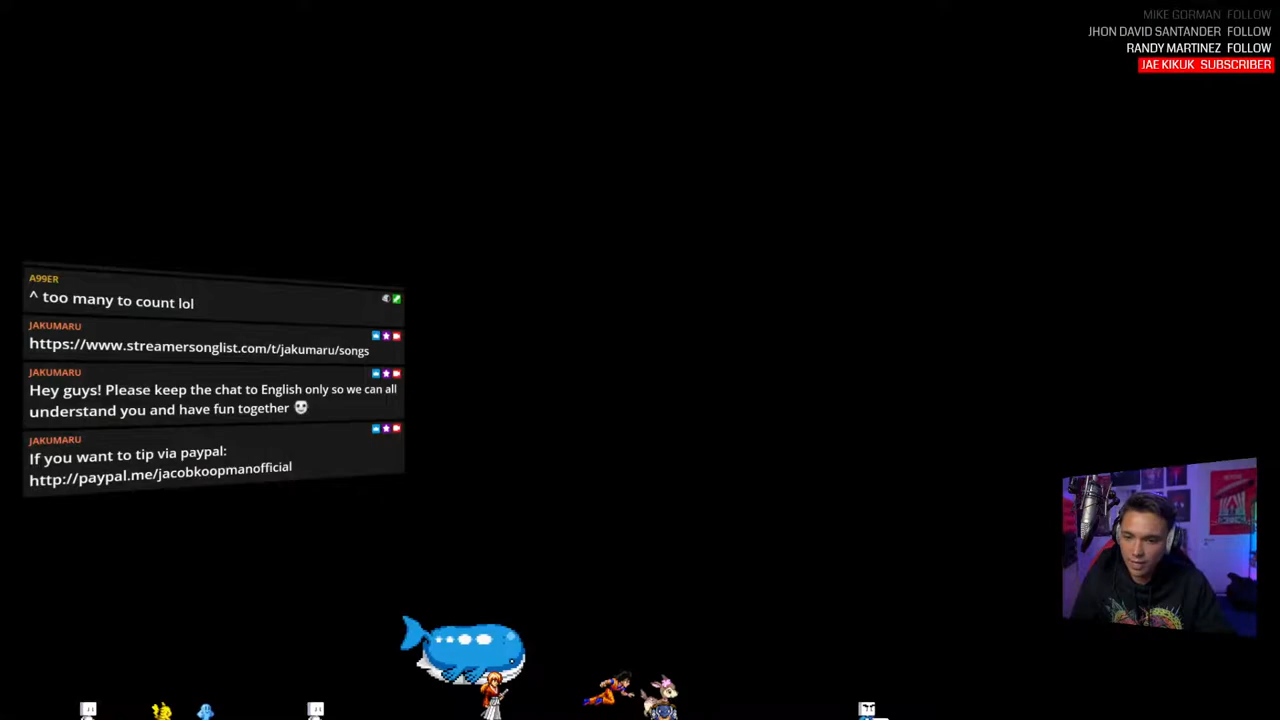 MIKE GORMAN FOLLOW
JHON DAVID SANTANDER FOLLOW
RANDY MARTINEZ FOLLOW
JAE KIKUK SUBSCRIBER
A99ER
^ too many to count lol
JAKUMARU
https://www.streamersonglist.com/t/jakumaru/songs
JAKUMARU
Hey guys! Please keep the chat to English only so we can all
understand you and have fun together
JAKUMARU
If you want to tip via paypal:
http://paypal.me/jacobkoopmanofficial